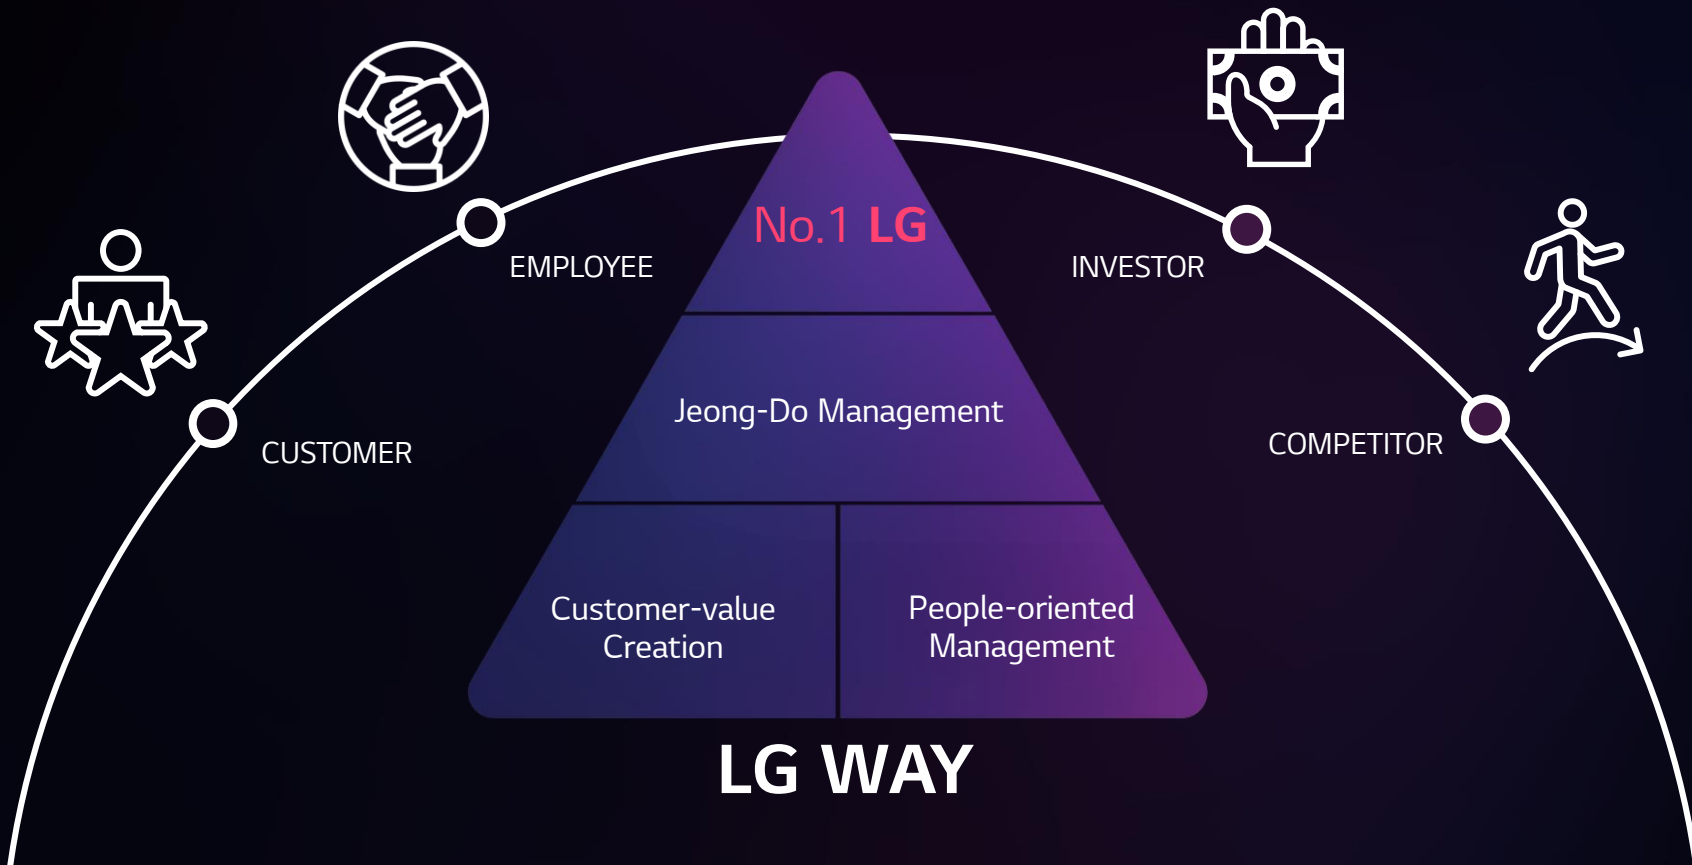 No.1 LG
EMPLOYEE
INVESTOR
Jeong-Do Management
CUSTOMER
COMPETITOR
Customer-value
Creation
People-oriented
Management
LG WAY